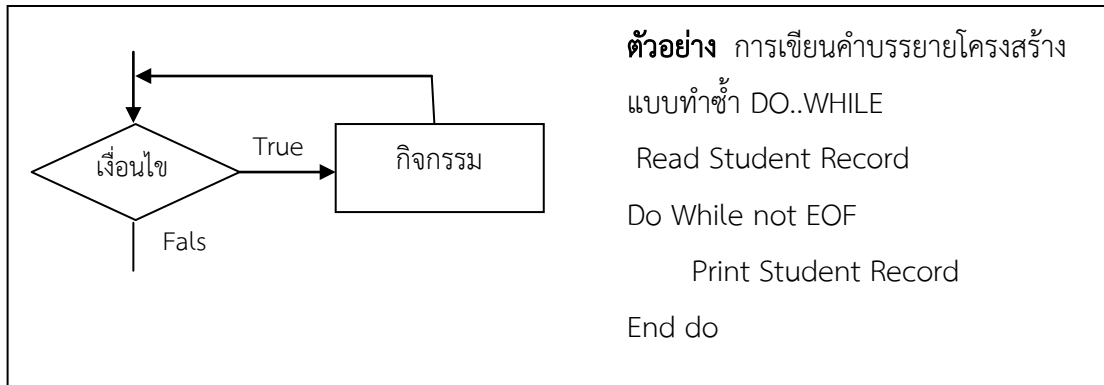 เงื่อนไข
True
กิจกรรม
Fals
ตัวอย่าง การเขียนคำบรรยายโครงสร้าง
แบบทำซ้ำ DO..WHILE
Read Student Record
Do While not EOF
Print Student Record
End do